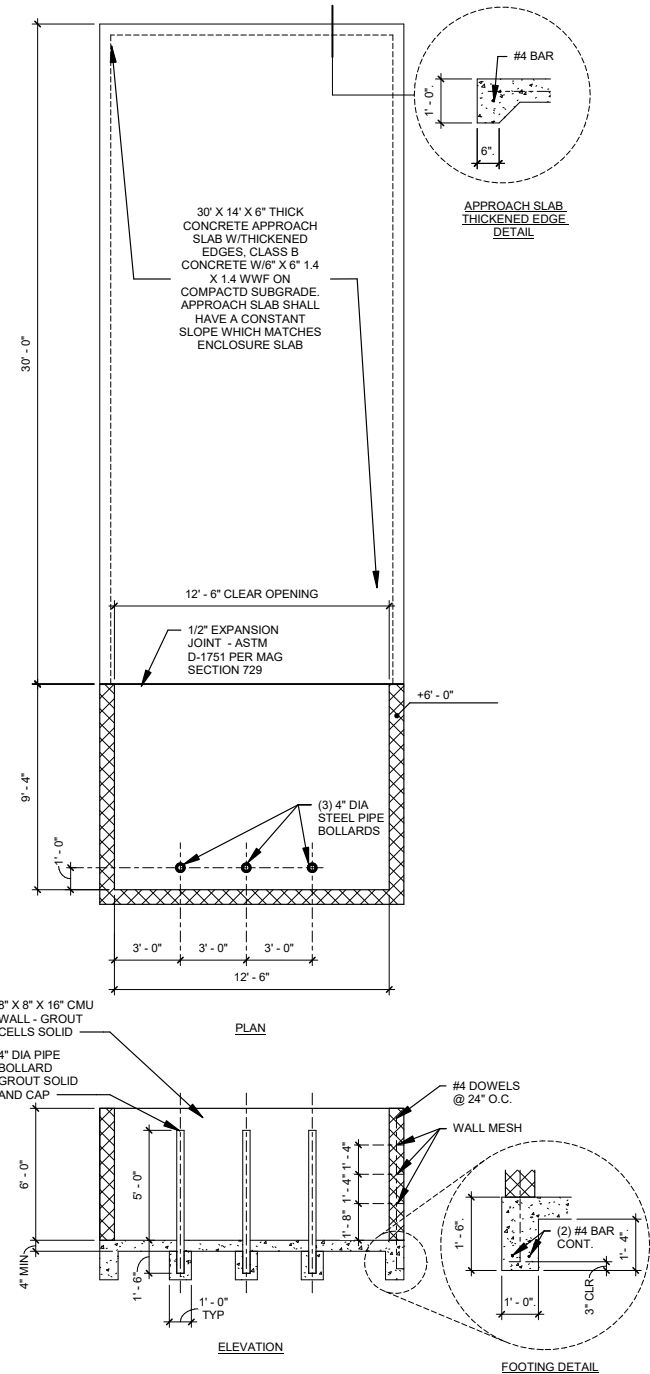 #4 BAR
1' - 0"
6".
APPROACH SLAB
THICKENED EDGE
DETAIL
30' X 14' X 6" THICK
CONCRETE APPROACH
SLAB W/THICKENED
EDGES, CLASS B
CONCRETE W/6" X 6" 1.4
X 1.4 WWF ON
COMPACTD SUBGRADE.
APPROACH SLAB SHALL
HAVE A CONSTANT
SLOPE WHICH MATCHES
ENCLOSURE SLAB
30' - 0"
12' - 6" CLEAR OPENING
1/2" EXPANSION
JOINT - ASTM
D-1751 PER MAG
SECTION 729
+6' - 0"
9' - 4"
(3) 4" DIA
STEEL PIPE
BOLLARDS
1' - 0"
3' - 0"
3' - 0"
3' - 0"
12' - 6"
PLAN
8" X 8" X 16" CMU
WALL - GROUT
CELLS SOLID
4" DIA PIPE
BOLLARD
GROUT SOLID
AND CAP
#4 DOWELS
@ 24" O.C.
WALL MESH
6' - 0"
5' - 0"
1' - 4"
1' - 4"
1' - 8"
4" MIN
1' - 6"
1' - 0"
TYP
ELEVATION
1' - 6"
(2) #4 BAR
CONT.
1' - 4"
1' - 0".
3" CLR
FOOTING DETAIL